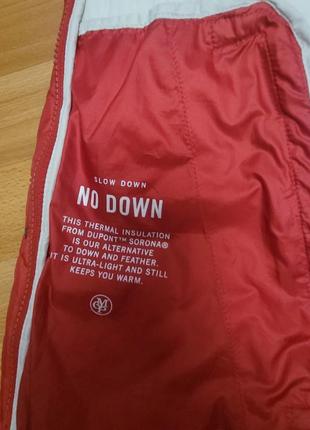 SLOW DOWN
NO DOWN
THIS THERMAL INSULATION
FROM DUPONT™ SORONA®
IS OUR ALTERNATIVE
TO DOWN AND FEATHER.
IT IS ULTRA-LIGHT AND STILL
KEEPS YOU WARM.